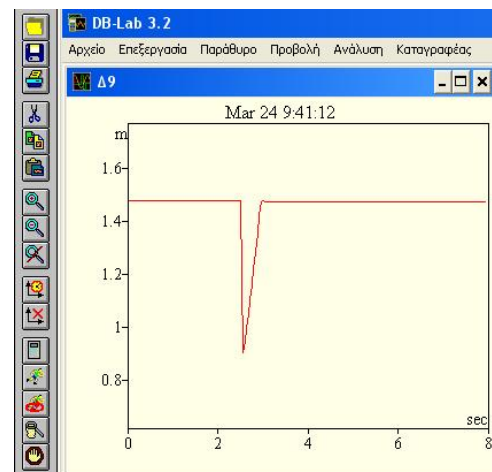 DB-Lab 3.2
Αρχείο Επεξεργασία Παράθυρο Προβολή Ανάλυση Καταγραφέας
Δ9
Mar 24 9:41:12
m
1.6
1.4
1.2
1
0.8
sec
0 2 4 6 8